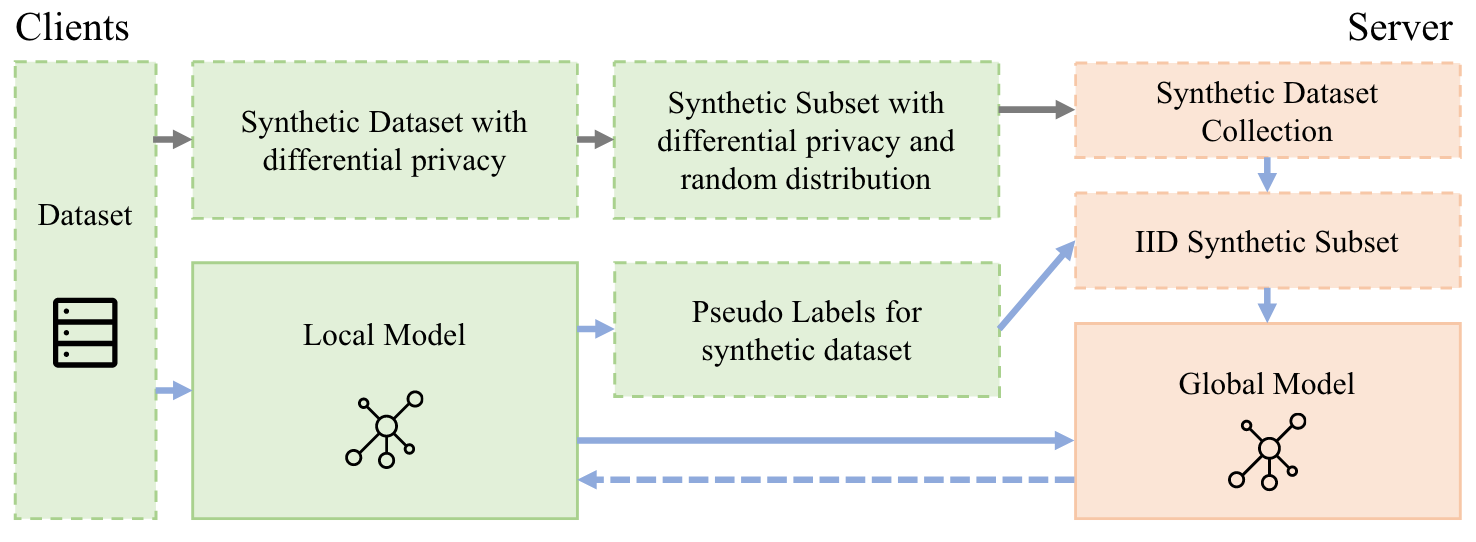 Clients
Server
Dataset
Synthetic Dataset with
differential privacy
Synthetic Subset with
differential privacy and
random distribution
Synthetic Dataset
Collection
IID Synthetic Subset
Local Model
Pseudo Labels for
synthetic dataset
Global Model